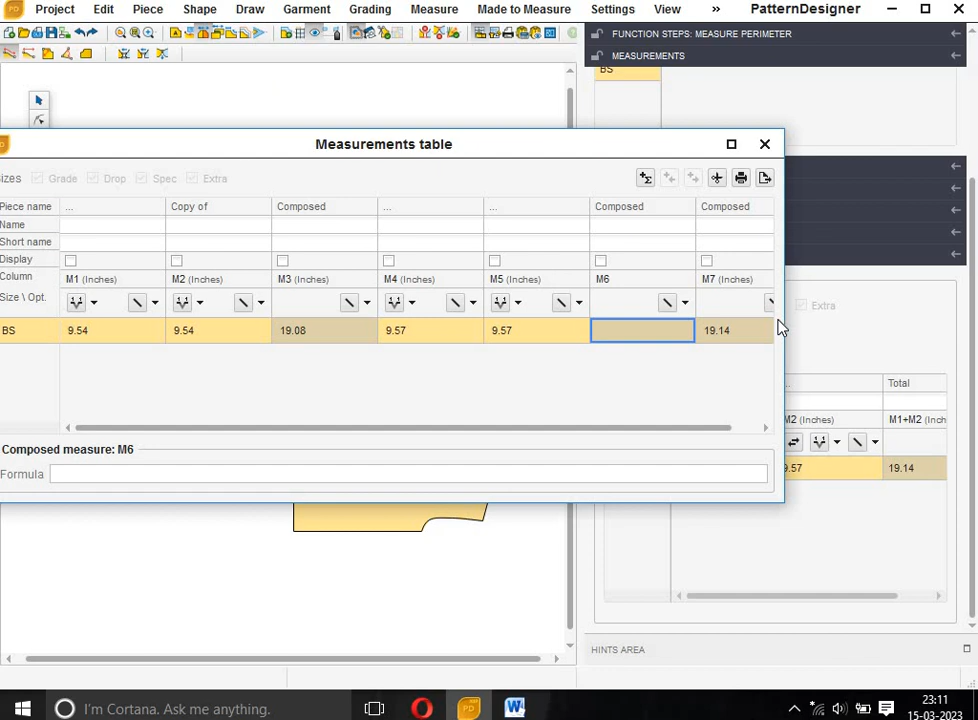 Project Edit Piece Shape Draw Garment Grading Measure Made to Measure Settings View » PatternDesigner
FUNCTION STEPS: MEASURE PERIMETER
MEASUREMENTS
BS
Measurements table
izes Grade Drop Spec Extra
Piece name ... Copy of Composed ... ... Composed Composed
Name
Short name
Display
Column M1 (Inches) M2 (Inches) M3 (Inches) M4 (Inches) M5 (Inches) M6 M7 (Inches)
Size \ Opt.
BS 9.54 9.54 19.08 9.57 9.57 19.14
Extra
... Total
M2 (Inches) M1+M2 (Inch
9.57 19.14
Composed measure: M6
Formula
HINTS AREA
I'm Cortana. Ask me anything.
23:11
15-03-2023